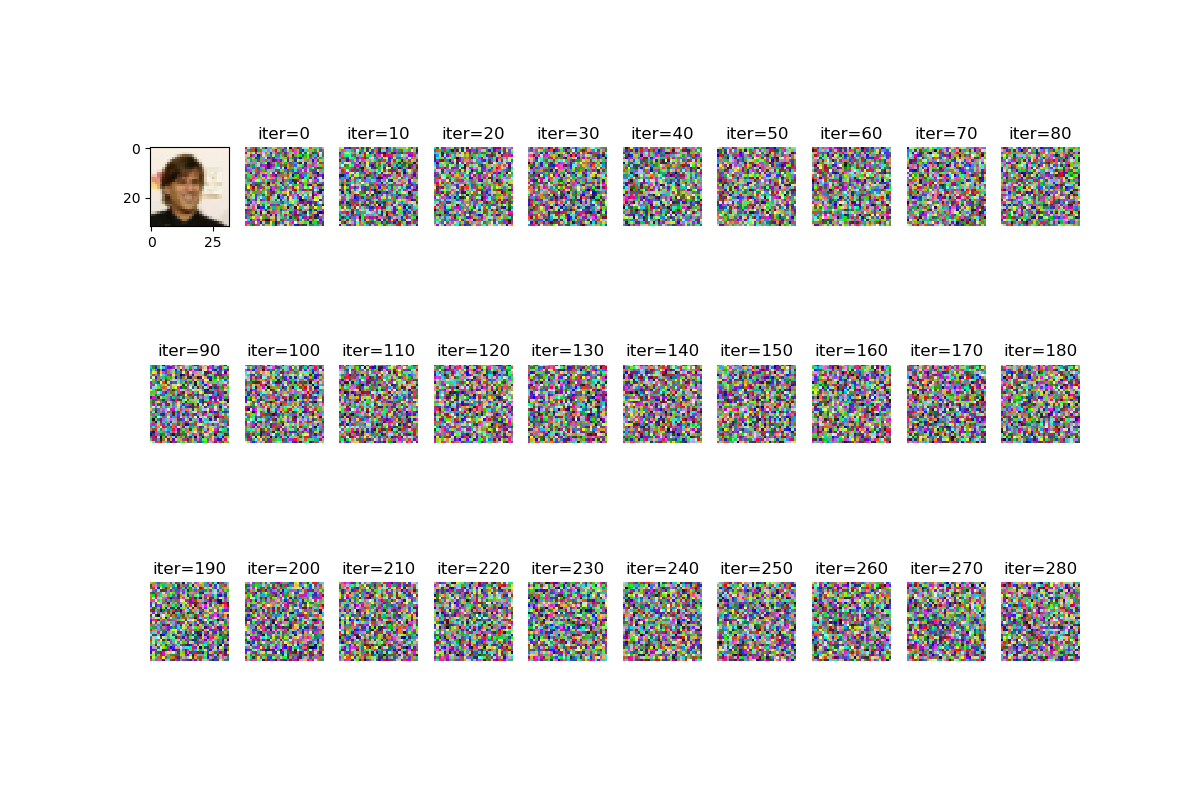 iter=0 iter=10 iter=20 iter=30 iter=40 iter=50 iter=60 iter=70 iter=80
0
20
0 25
iter=90 iter=100 iter=110 iter=120 iter=130 iter=140 iter=150 iter=160 iter=170 iter=180
iter=190 iter=200 iter=210 iter=220 iter=230 iter=240 iter=250 iter=260 iter=270 iter=280